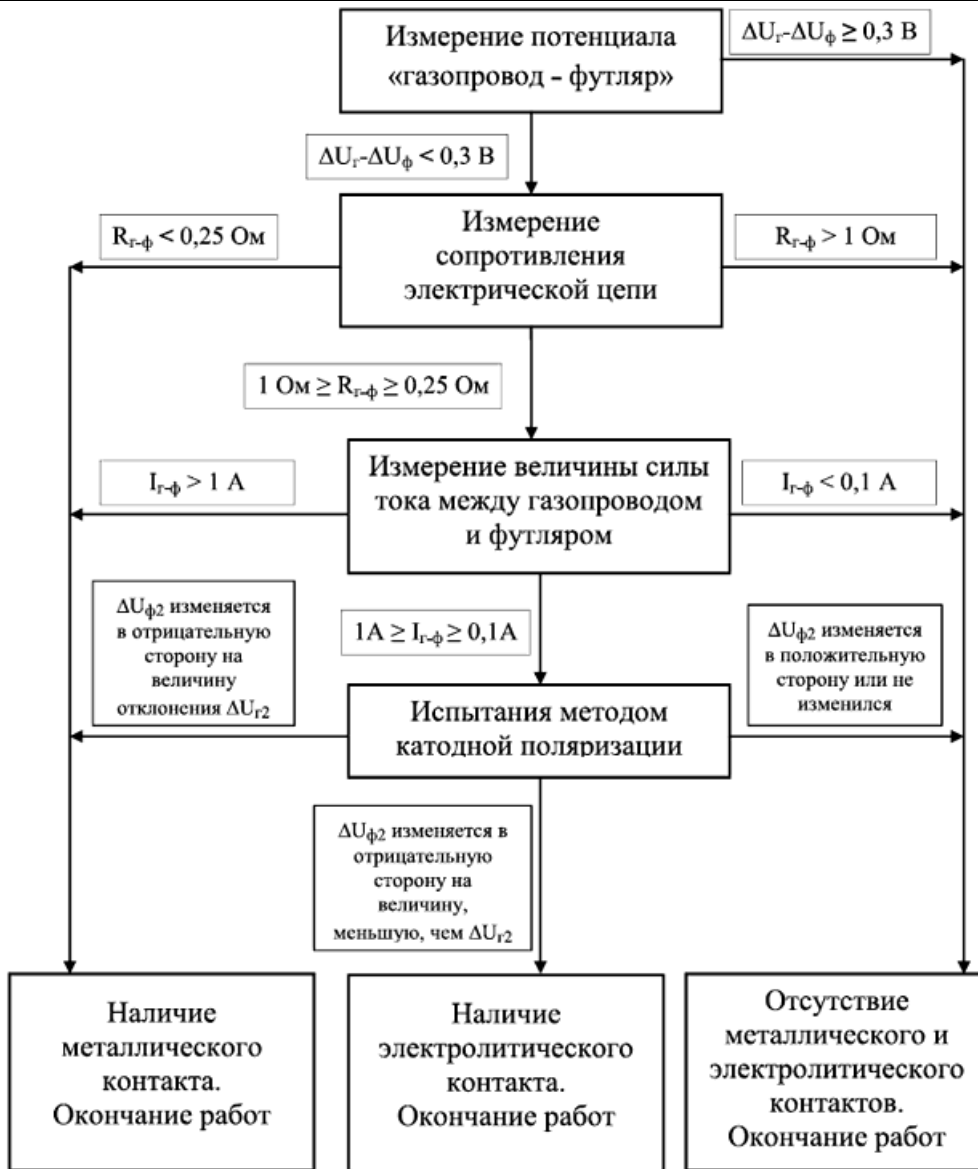 Измерение потенциала
«газопровод - футляр»
ΔUг-ΔUф ≥ 0,3 В
ΔUг-ΔUф < 0,3 В
Rг-ф < 0,25 Ом
Измерение
сопротивления
электрической цепи
Rг-ф > 1 Ом
1 Ом ≥ Rг-ф ≥ 0,25 Ом
Iг-ф > 1 А
Измерение величины силы
тока между газопроводом
и футляром
Iг-ф < 0,1 А
ΔUф2 изменяется
в отрицательную
сторону на
величину
отклонения ΔUг2
1А ≥ Iг-ф ≥ 0,1А
ΔUф2 изменяется
в положительную
сторону или не
изменился
Испытания методом
катодной поляризации
ΔUф2 изменяется в
отрицательную
сторону на
величину,
меньшую, чем ΔUг2
Наличие
металлического
контакта.
Окончание работ
Наличие
электролитического
контакта.
Окончание работ
Отсутствие
металлического и
электролитического
контактов.
Окончание работ